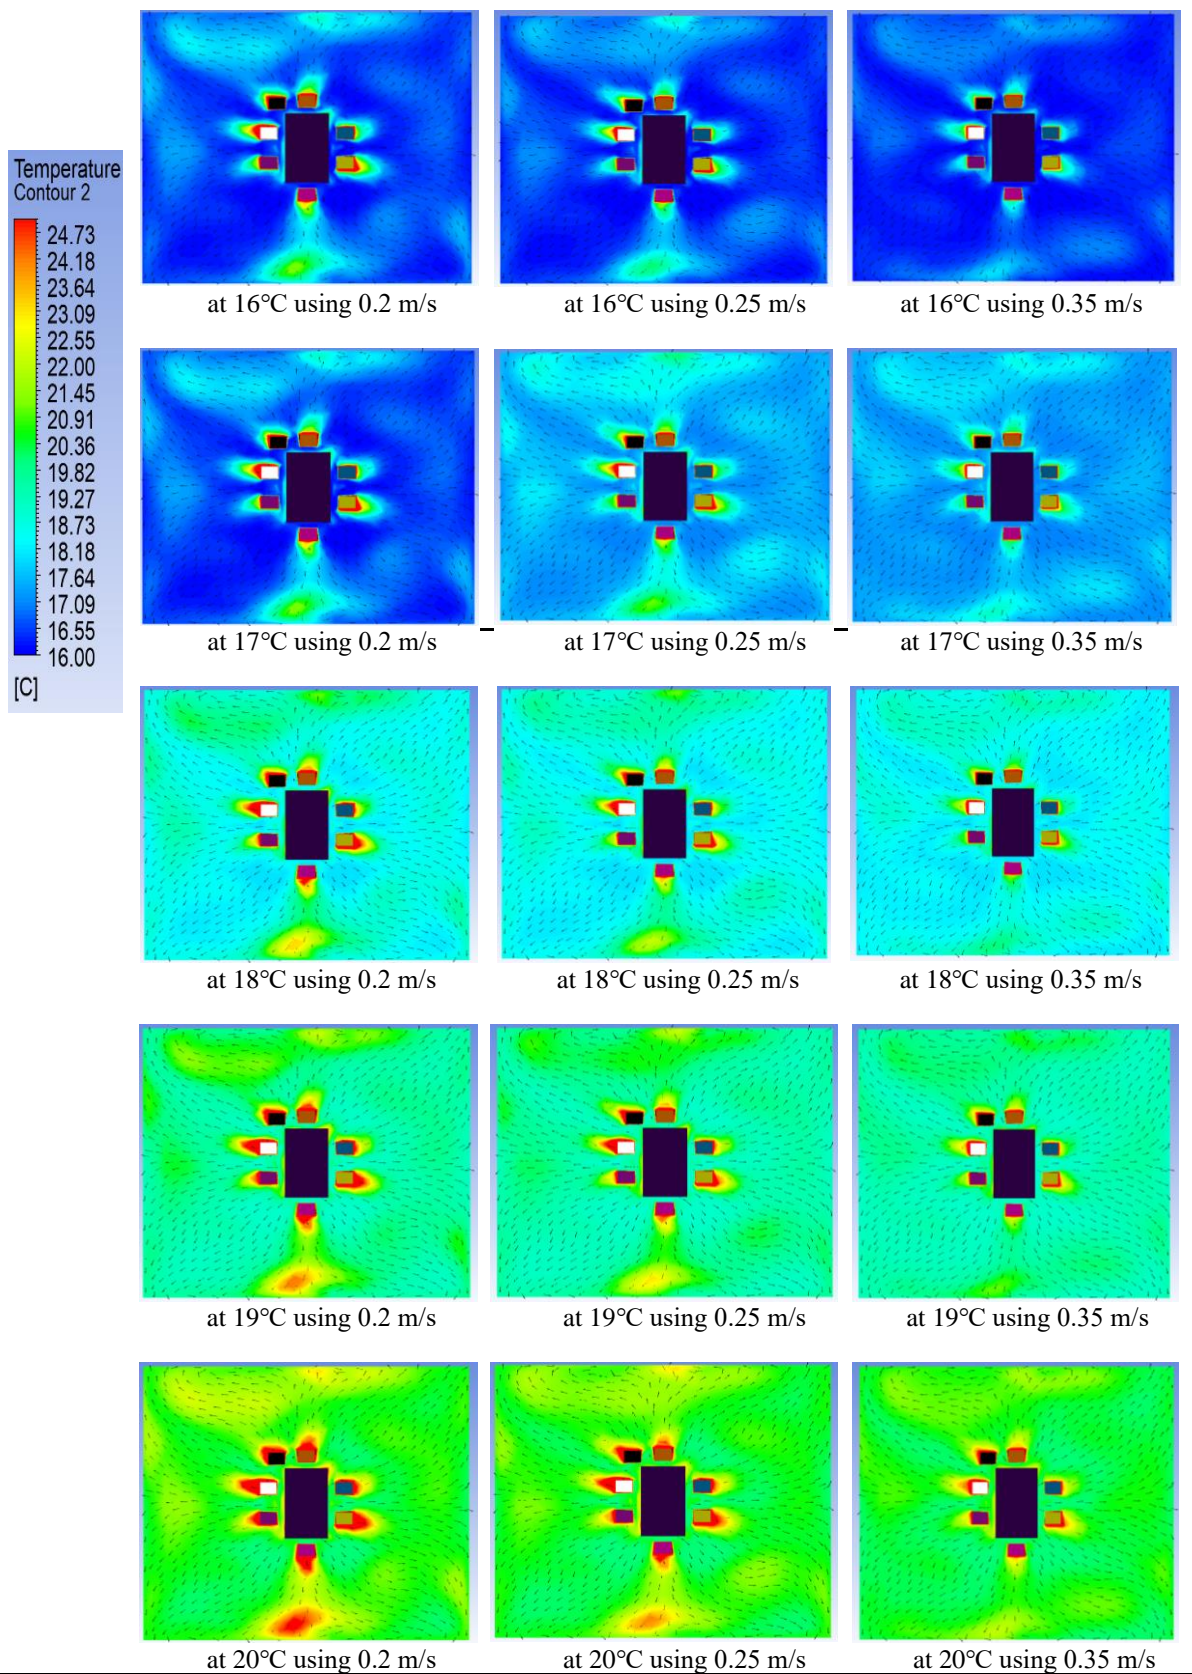 Temperature
Contour 2
24.73
24.18
23.64
23.09
22.55
22.00
21.45
20.91
20.36
19.82
19.27
18.73
18.18
17.64
17.09
16.55
16.00
[C]
at 16°C using 0.2 m/s
at 16°C using 0.25 m/s
at 16°C using 0.35 m/s
at 17°C using 0.2 m/s
at 17°C using 0.25 m/s
at 17°C using 0.35 m/s
at 18°C using 0.2 m/s
at 18°C using 0.25 m/s
at 18°C using 0.35 m/s
at 19°C using 0.2 m/s
at 19°C using 0.25 m/s
at 19°C using 0.35 m/s
at 20°C using 0.2 m/s
at 20°C using 0.25 m/s
at 20°C using 0.35 m/s